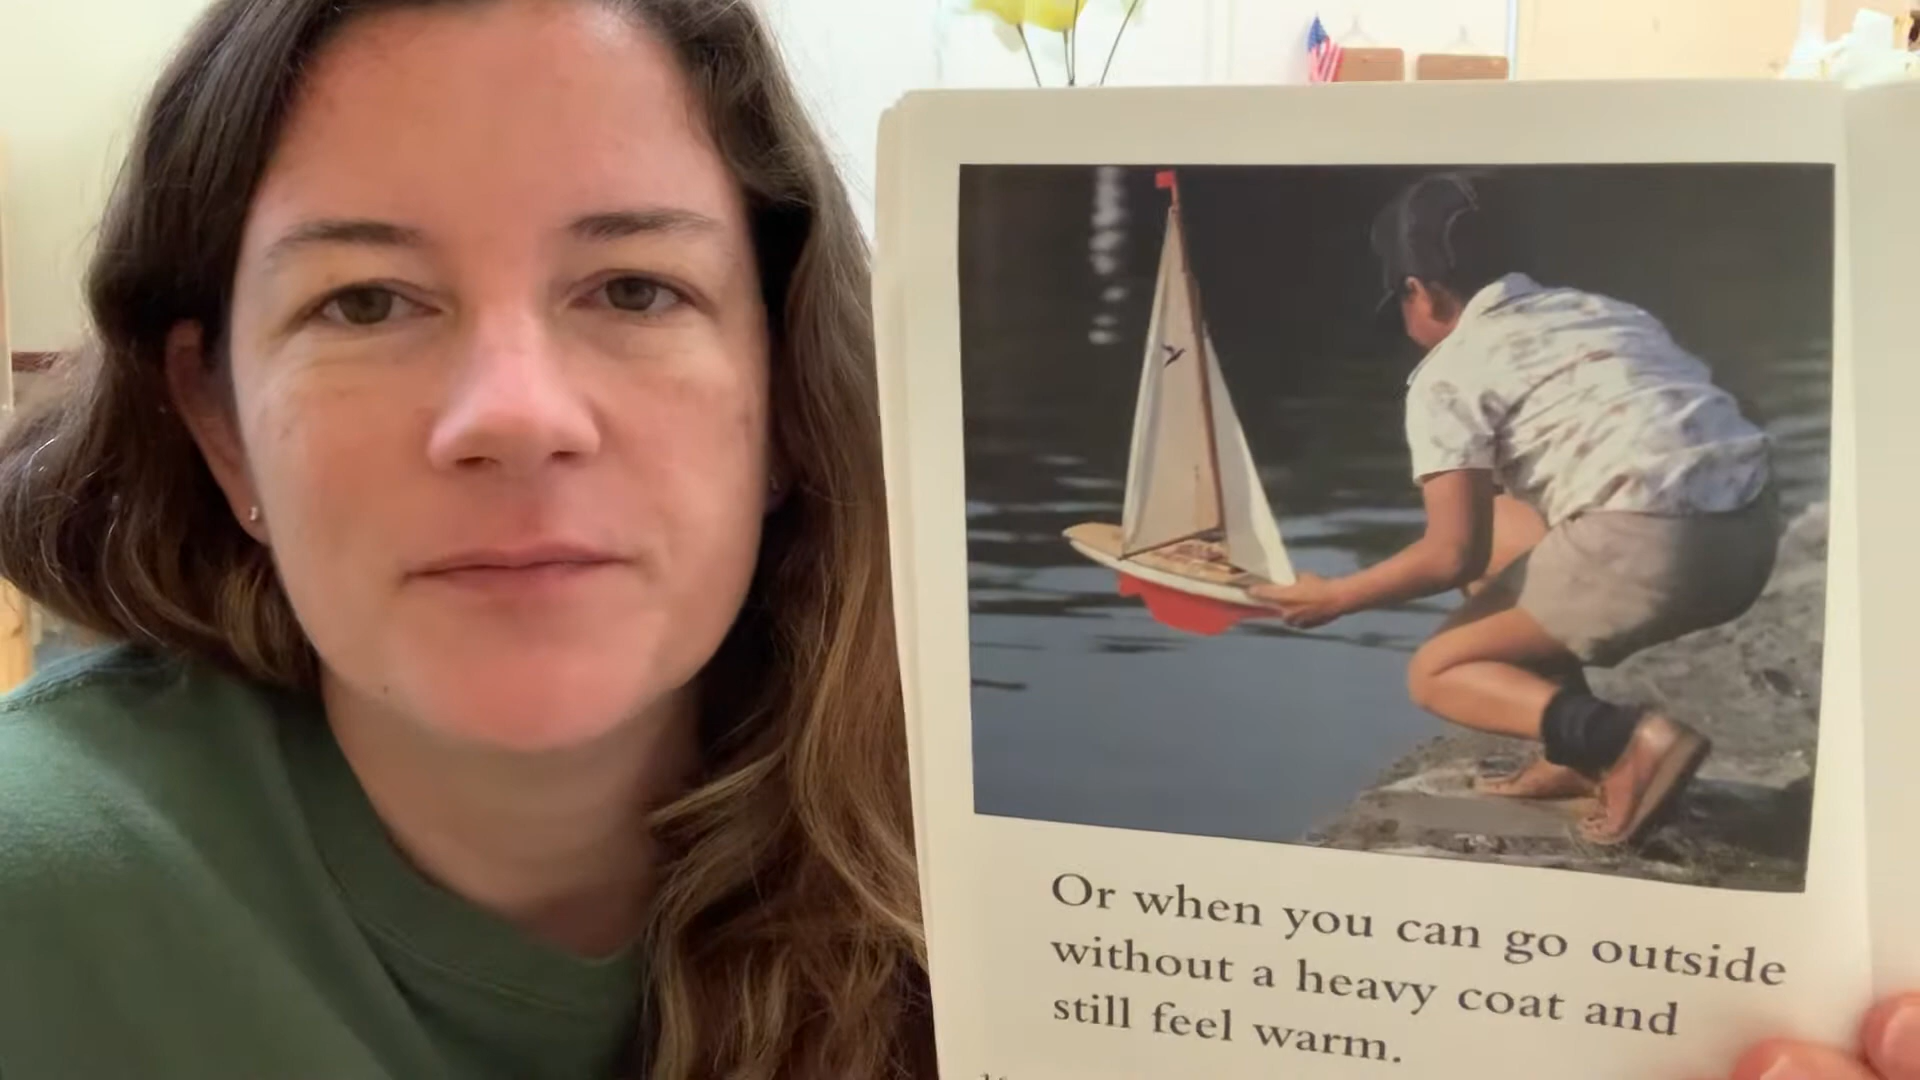 Or when you can go outside
without a heavy coat and
still feel warm.